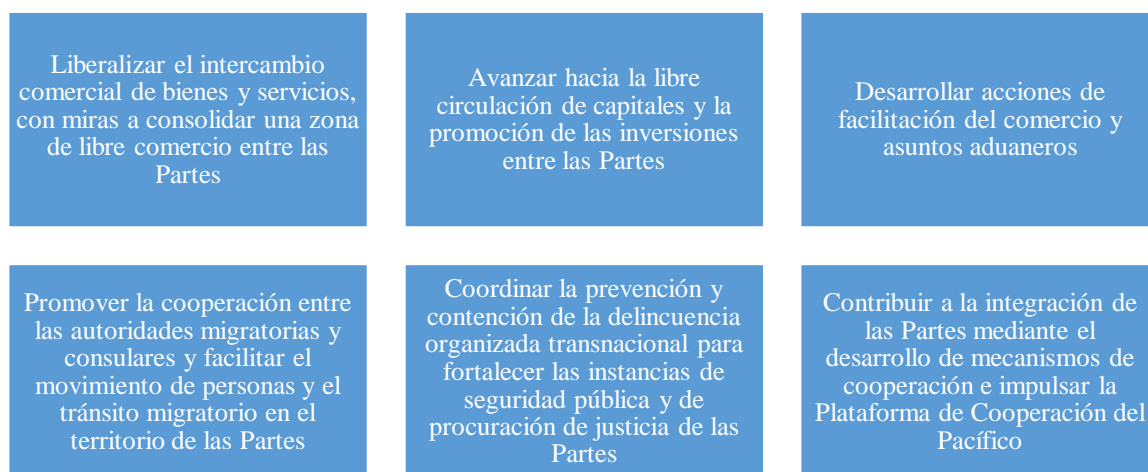 Liberalizar el intercambio
comercial de bienes y servicios,
con miras a consolidar una zona
de libre comercio entre las
Partes
Avanzar hacia la libre
circulación de capitales y la
promoción de las inversiones
entre las Partes
Desarrollar acciones de
facilitación del comercio y
asuntos aduaneros
Promover la cooperación entre
las autoridades migratorias y
consulares y facilitar el
movimiento de personas y el
tránsito migratorio en el
territorio de las Partes
Coordinar la prevención y
contención de la delincuencia
organizada transnacional para
fortalecer las instancias de
seguridad pública y de
procuración de justicia de las
Partes
Contribuir a la integración de
las Partes mediante el
desarrollo de mecanismos de
cooperación e impulsar la
Plataforma de Cooperación del
Pacífico